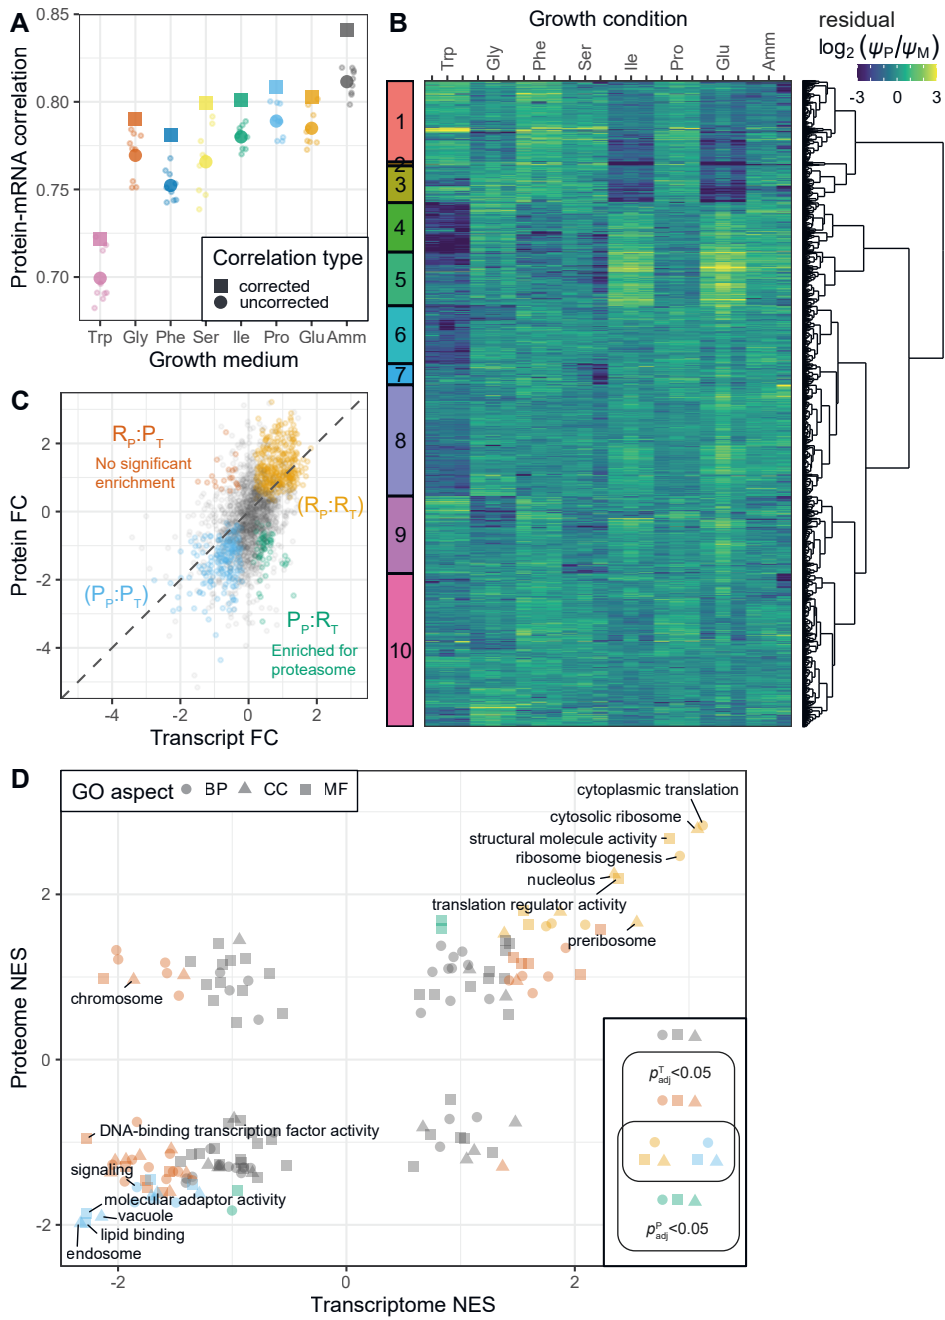 A
Protein-mRNA correlation
0.85
0.80
0.75
0.70
Correlation type
corrected
uncorrected
Trp Gly Phe Ser Ile Pro Glu Amm
Growth medium
B
Growth condition
Trp Gly Phe Ser Ile Pro Glu Amm
1
2
3
4
5
6
7
8
9
10
residual
log2 (ψP/ψM)
-3 0 3
C
Protein FC
2
0
-2
-4
RP:PT
No significant
enrichment
(RP:RT)
(PP:PT)
PP:RT
Enriched for
proteasome
-4 -2 0 2
Transcript FC
D
GO aspect BP CC MF
Proteome NES
2
0
-2
cytoplasmic translation
cytosolic ribosome
structural molecule activity
ribosome biogenesis
nucleolus
translation regulator activity
preribosome
chromosome
DNA-binding transcription factor activity
signaling
molecular adaptor activity
vacuole
lipid binding
endosome
pTadj<0.05
pPadj<0.05
-2 0 2
Transcriptome NES